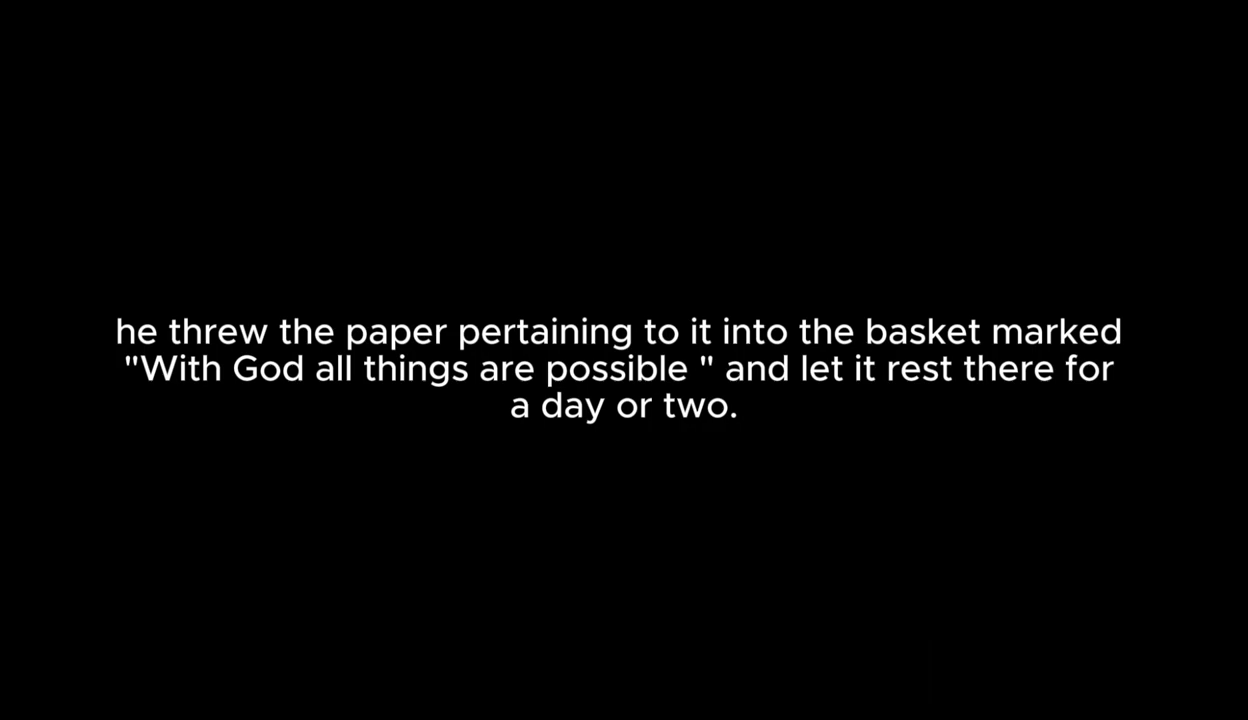 he threw the paper pertaining to it into the basket marked
"With God all things are possible " and let it rest there for
a day or two.